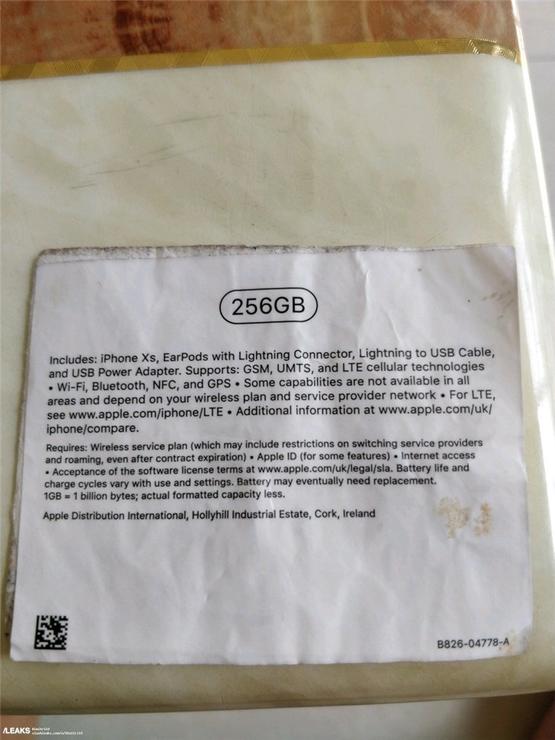 256GB
Includes: iPhone Xs, EarPods with Lightning Connector, Lightning to USB Cable,
and USB Power Adapter. Supports: GSM, UMTS, and LTE cellular technologies
• Wi-Fi, Bluetooth, NFC, and GPS • Some capabilities are not available in all
areas and depend on your wireless plan and service provider network • For LTE,
see www.apple.com/iphone/LTE • Additional information at www.apple.com/uk/
iphone/compare.
Requires: Wireless service plan (which may include restrictions on switching service providers
and roaming, even after contract expiration) • Apple ID (for some features) • Internet access
• Acceptance of the software license terms at www.apple.com/uk/legal/sla. Battery life and
charge cycles vary with use and settings. Battery may eventually need replacement.
1GB = 1 billion bytes; actual formatted capacity less.
Apple Distribution International, Hollyhill Industrial Estate, Cork, Ireland
B826-04778-A
/LEAKS